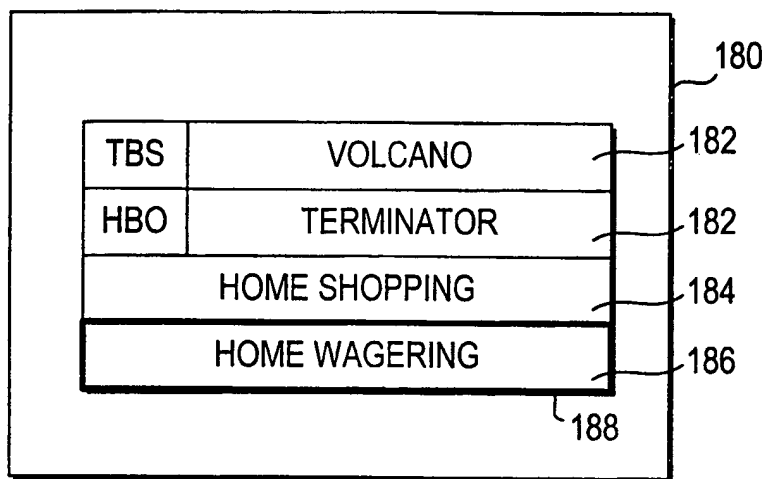 180
TBS VOLCANO 182
HBO TERMINATOR 182
HOME SHOPPING 184
HOME WAGERING 186
188